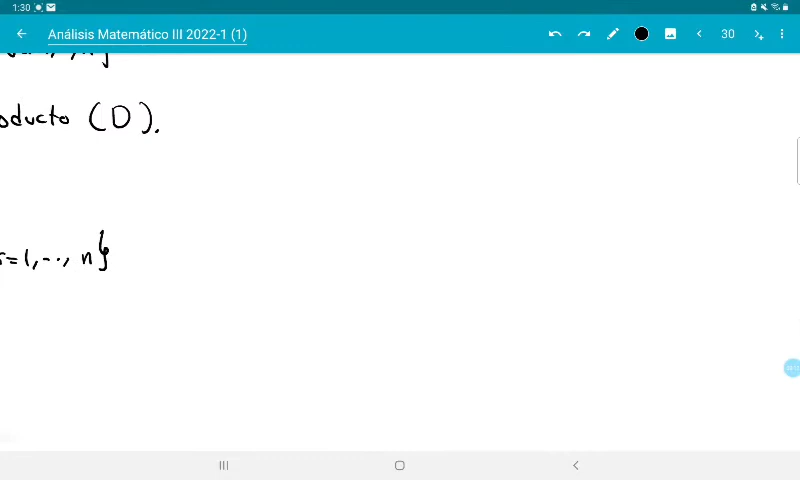 1:30
Análisis Matemático III 2022-1 (1)
30
oducto (D).
=1,..., n}